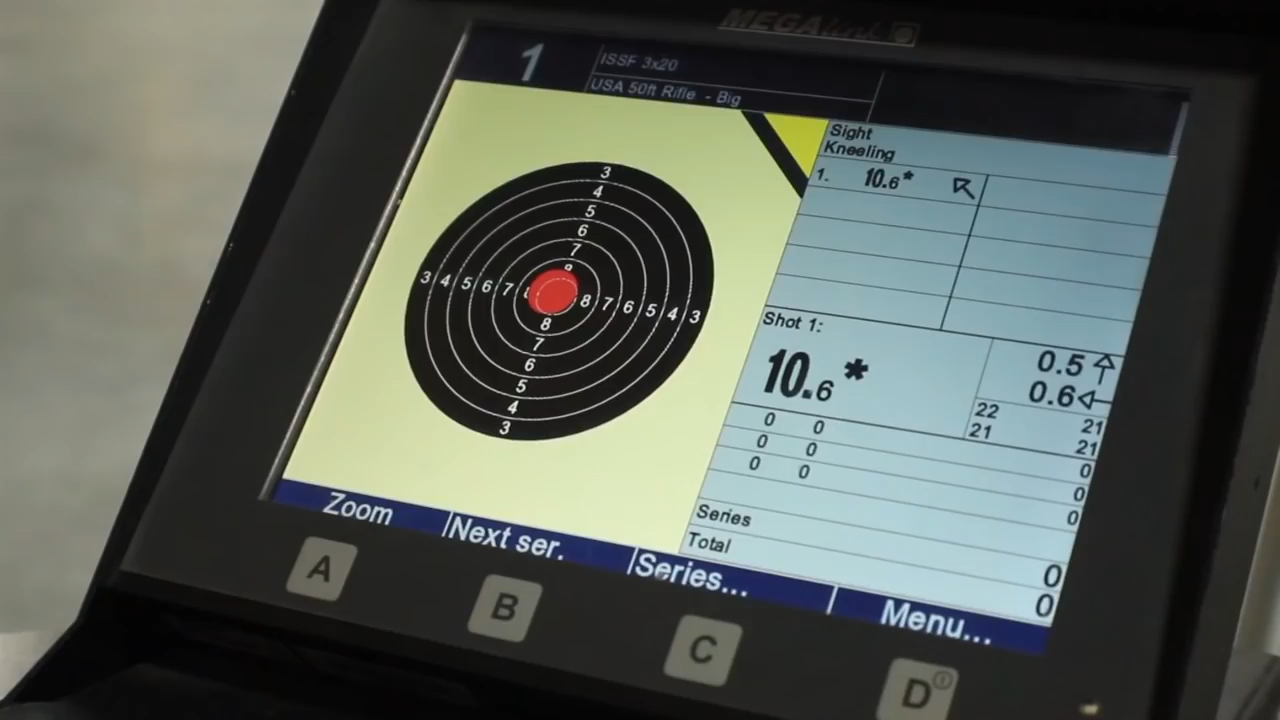 MEGAlink
1
ISSF 3x20
USA 50ft Rifle - Big
Sight
Kneeling
1. 10.6*
3
4
5
6
7
9
3 4 5 6 7 8 8 7 6 5 4 3
8
7
6
5
4
3
Shot 1:
10.6 *
0.5
0.6
22 21
21 21
0 0 0
0 0 0
0 0 0
Series 0
Total 0
Zoom
Next ser.
Series...
Menu...
A
B
C
D